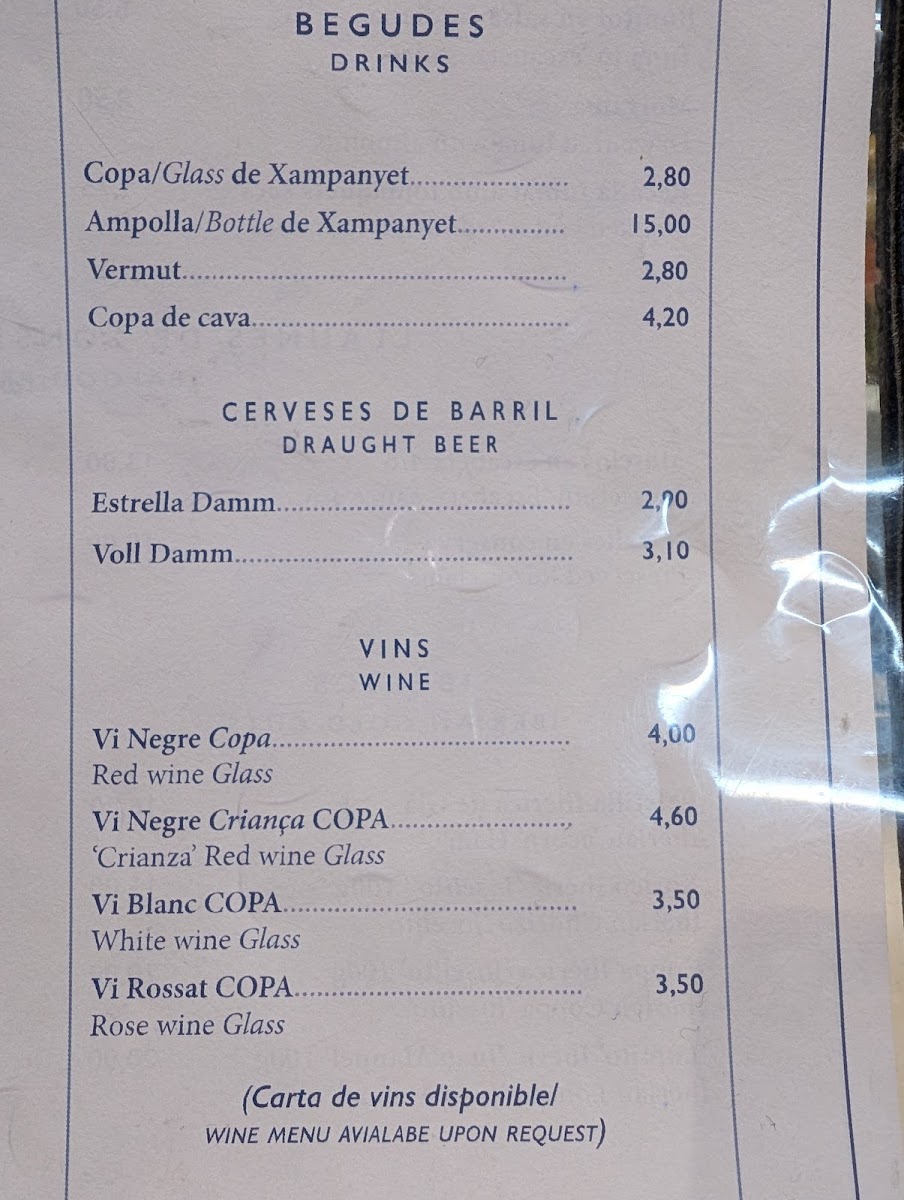 BEGUDES
DRINKS
Copa/Glass de Xampanyet.................... 2,80
Ampolla/Bottle de Xampanyet.............. 15,00
Vermut.................................................. 2,80
Copa de cava.......................................... 4,20
CERVESES DE BARRIL
DRAUGHT BEER
Estrella Damm...................................... 2,90
Voll Damm............................................ 3,10
VINS
WINE
Vi Negre Copa....................................... 4,00
Red wine Glass
Vi Negre Criança COPA........................ 4,60
‘Crianza’ Red wine Glass
Vi Blanc COPA...................................... 3,50
White wine Glass
Vi Rossat COPA..................................... 3,50
Rose wine Glass
(Carta de vins disponible/
WINE MENU AVIALABE UPON REQUEST)